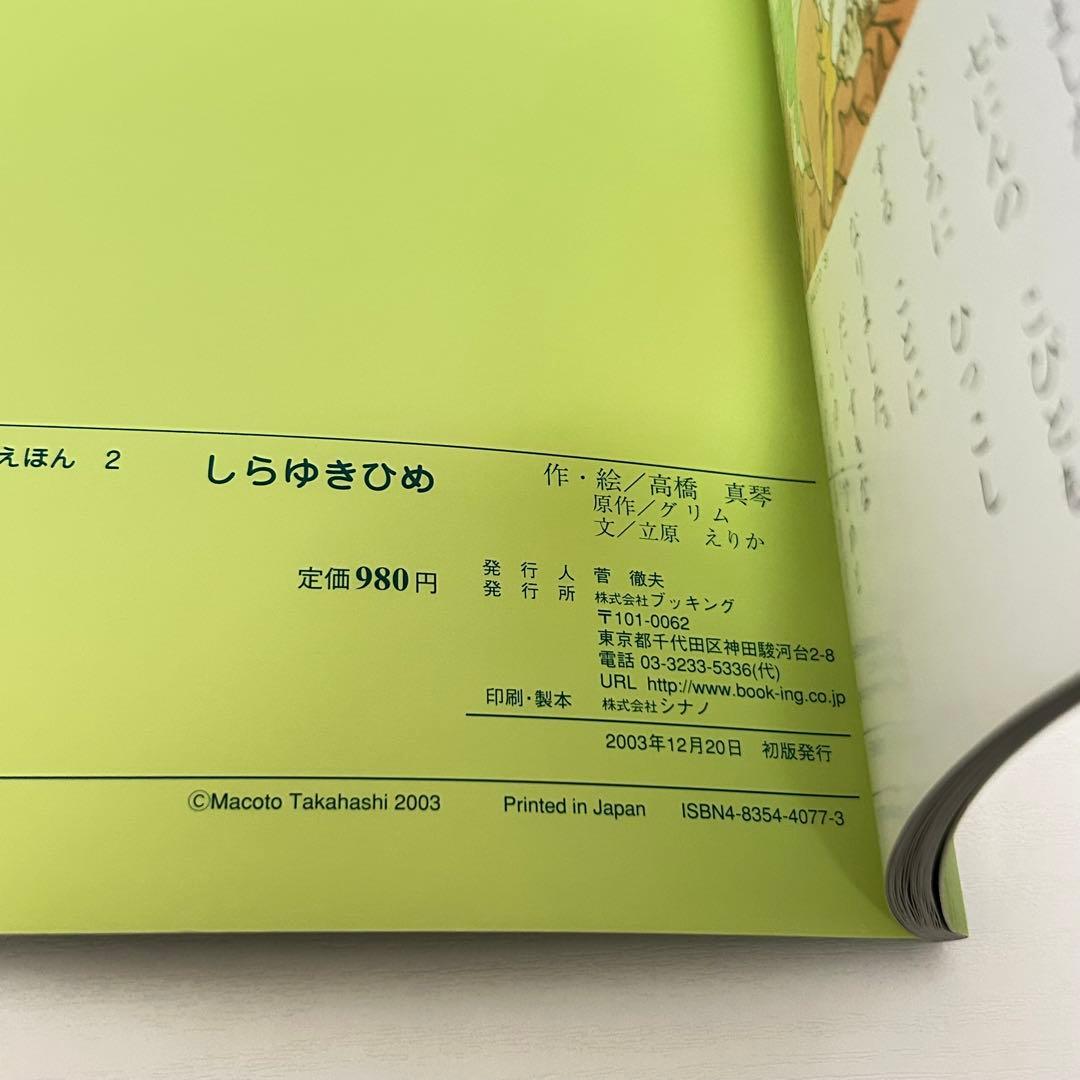 えほん 2
しらゆきひめ
作・絵／高橋 真琴
原作／グリム
文／立原 えりか
定価980円
発行人 菅 徹夫
発行所 株式会社ブッキング
〒101-0062
東京都千代田区神田駿河台2-8
電話 03-3233-5336(代)
URL http://www.book-ing.co.jp
印刷・製本 株式会社シナノ
2003年12月20日 初版発行
©Macoto Takahashi 2003 Printed in Japan ISBN4-8354-4077-3
こびとたち
ひっこし
ことに
なりました